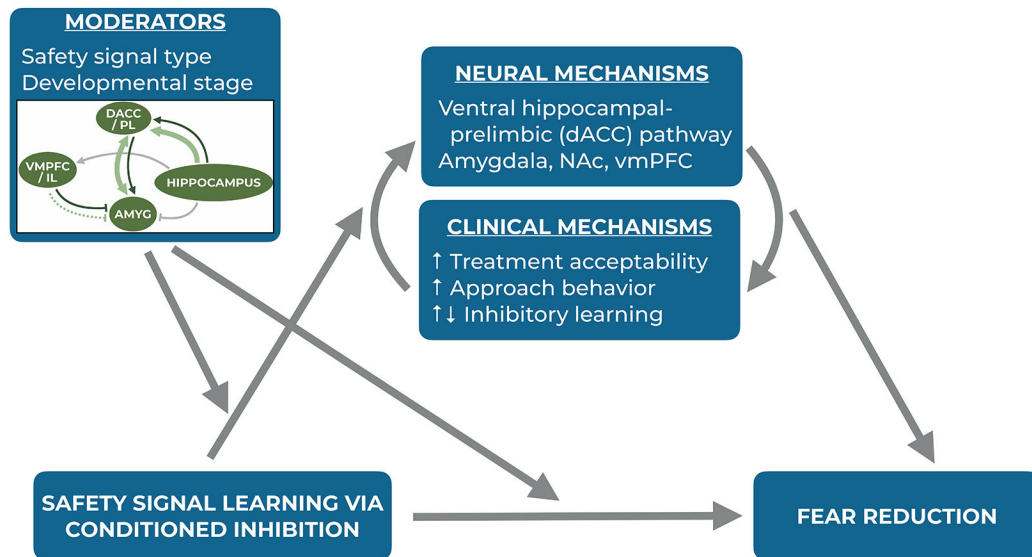 MODERATORS
Safety signal type
Developmental stage
DACC
/ PL
VMPFC
/ IL
HIPPOCAMPUS
AMYG
NEURAL MECHANISMS
Ventral hippocampal-
prelimbic (dACC) pathway
Amygdala, NAc, vmPFC
CLINICAL MECHANISMS
↑ Treatment acceptability
↑ Approach behavior
↑↓ Inhibitory learning
SAFETY SIGNAL LEARNING VIA
CONDITIONED INHIBITION
FEAR REDUCTION